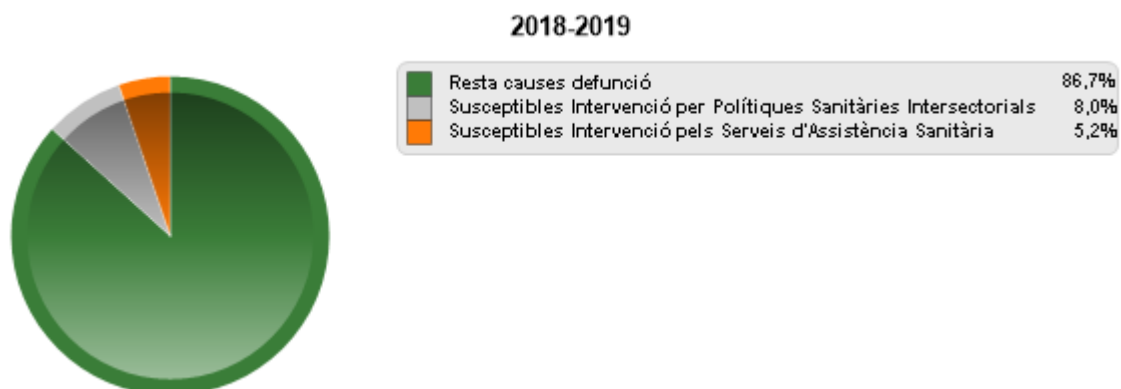 2018-2019
Resta causes defunció 86,7%
Susceptibles Intervenció per Polítiques Sanitàries Intersectorials 8,0%
Susceptibles Intervenció pels Serveis d'Assistència Sanitària 5,2%